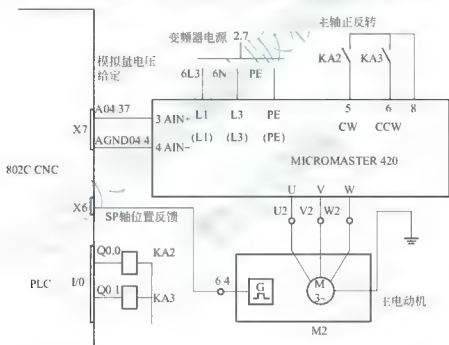 主轴正反转
变频器电源 2.7
模拟量电压
给定
6L3 6N PE
KA2 KA3
A04 37
X7
3 AIN+
L1 L3 PE
5 6 8
(L1) (L3) (PE)
CW CCW
AGND04 4
4 AIN-
MICROMASTER 420
802C CNC
U V W
X6
SP轴位置反馈
U2 V2 W2
Q0.0
KA2
PLC I/0
6 4
G
M
3~
Q0 1
KA3
主电动机
M2